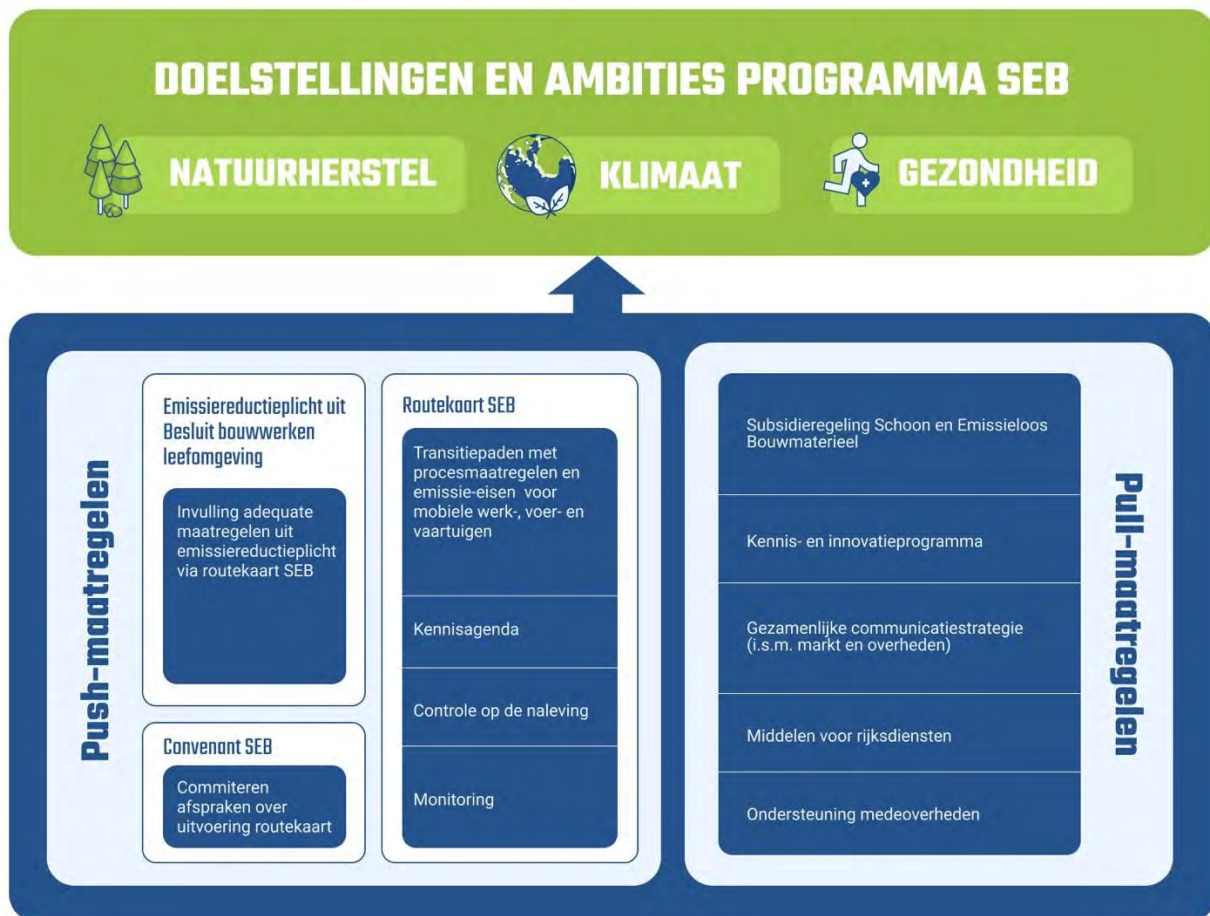 DOELSTELLINGEN EN AMBITIES PROGRAMMA SEB
NATUURHERSTEL
KLIMAAT
GEZONDHEID
Push-maatregelen
Emissiereductieplicht uit
Besluit bouwwerken
leefomgeving
Invulling adequate
maatregelen uit
emissiereductieplicht
via routekaart SEB
Convenant SEB
Commiteren
afspraken over
uitvoering routekaart
Routekaart SEB
Transitiepaden met
procesmaatregelen en
emissie-eisen voor
mobiele werk-, voer- en
vaartuigen
Kennisagenda
Controle op de naleving
Monitoring
Subsidieregeling Schoon en Emissieloos
Bouwmaterieel
Kennis- en innovatieprogramma
Gezamenlijke communicatiestrategie
(i.s.m. markt en overheden)
Middelen voor rijksdiensten
Ondersteuning medeoverheden
Pull-maatregelen